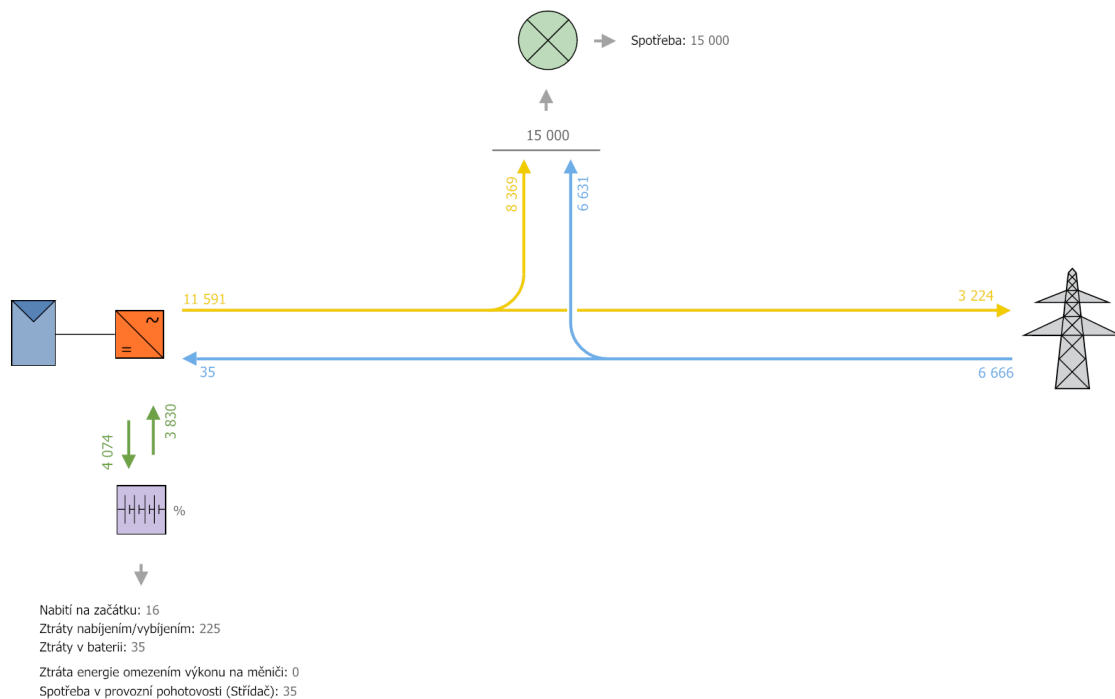 Spotřeba: 15 000
15 000
8 369
6 631
11 591
3 224
35
6 666
4 074
3 830
%
Nabití na začátku: 16
Ztráty nabíjením/vybíjením: 225
Ztráty v baterii: 35
Ztráta energie omezením výkonu na měniči: 0
Spotřeba v provozní pohotovosti (Střídač): 35